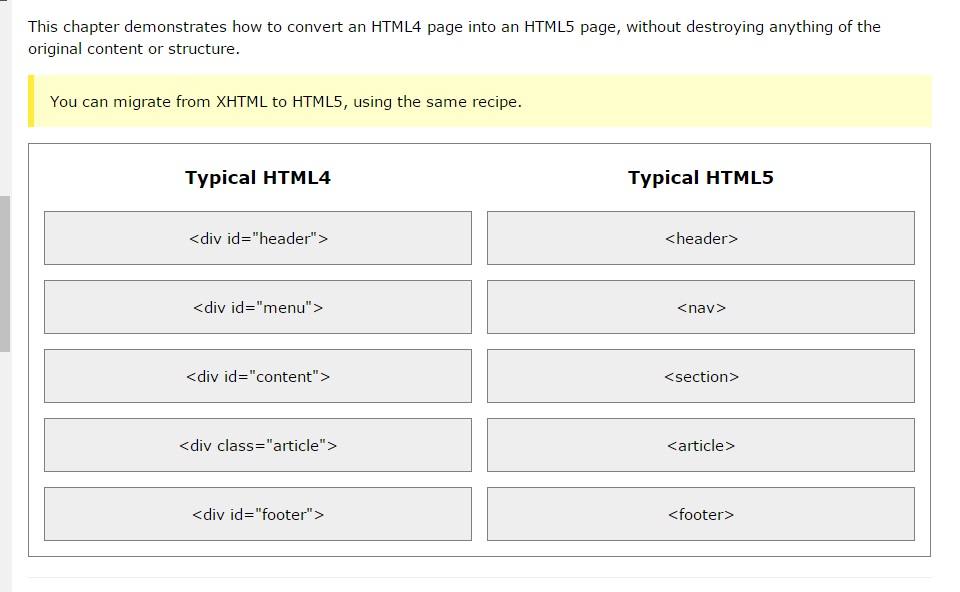 This chapter demonstrates how to convert an HTML4 page into an HTML5 page, without destroying anything of the
original content or structure.
You can migrate from XHTML to HTML5, using the same recipe.
Typical HTML4 Typical HTML5
<div id="header"> <header>
<div id="menu"> <nav>
<div id="content"> <section>
<div class="article"> <article>
<div id="footer"> <footer>